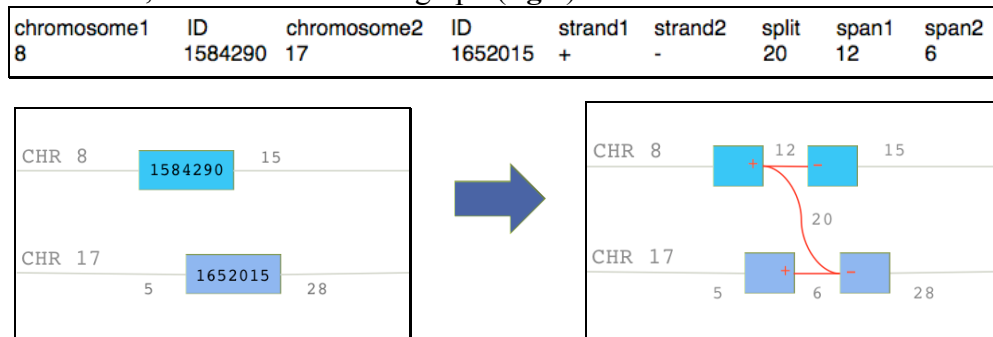 chromosome1 ID chromosome2 ID strand1 strand2 split span1 span2
8 1584290 17 1652015 + - 20 12 6
CHR 8 1584290 15
CHR 17 1652015
5 28
CHR 8 + 12 - 15
20
CHR 17 + -
5 6 28